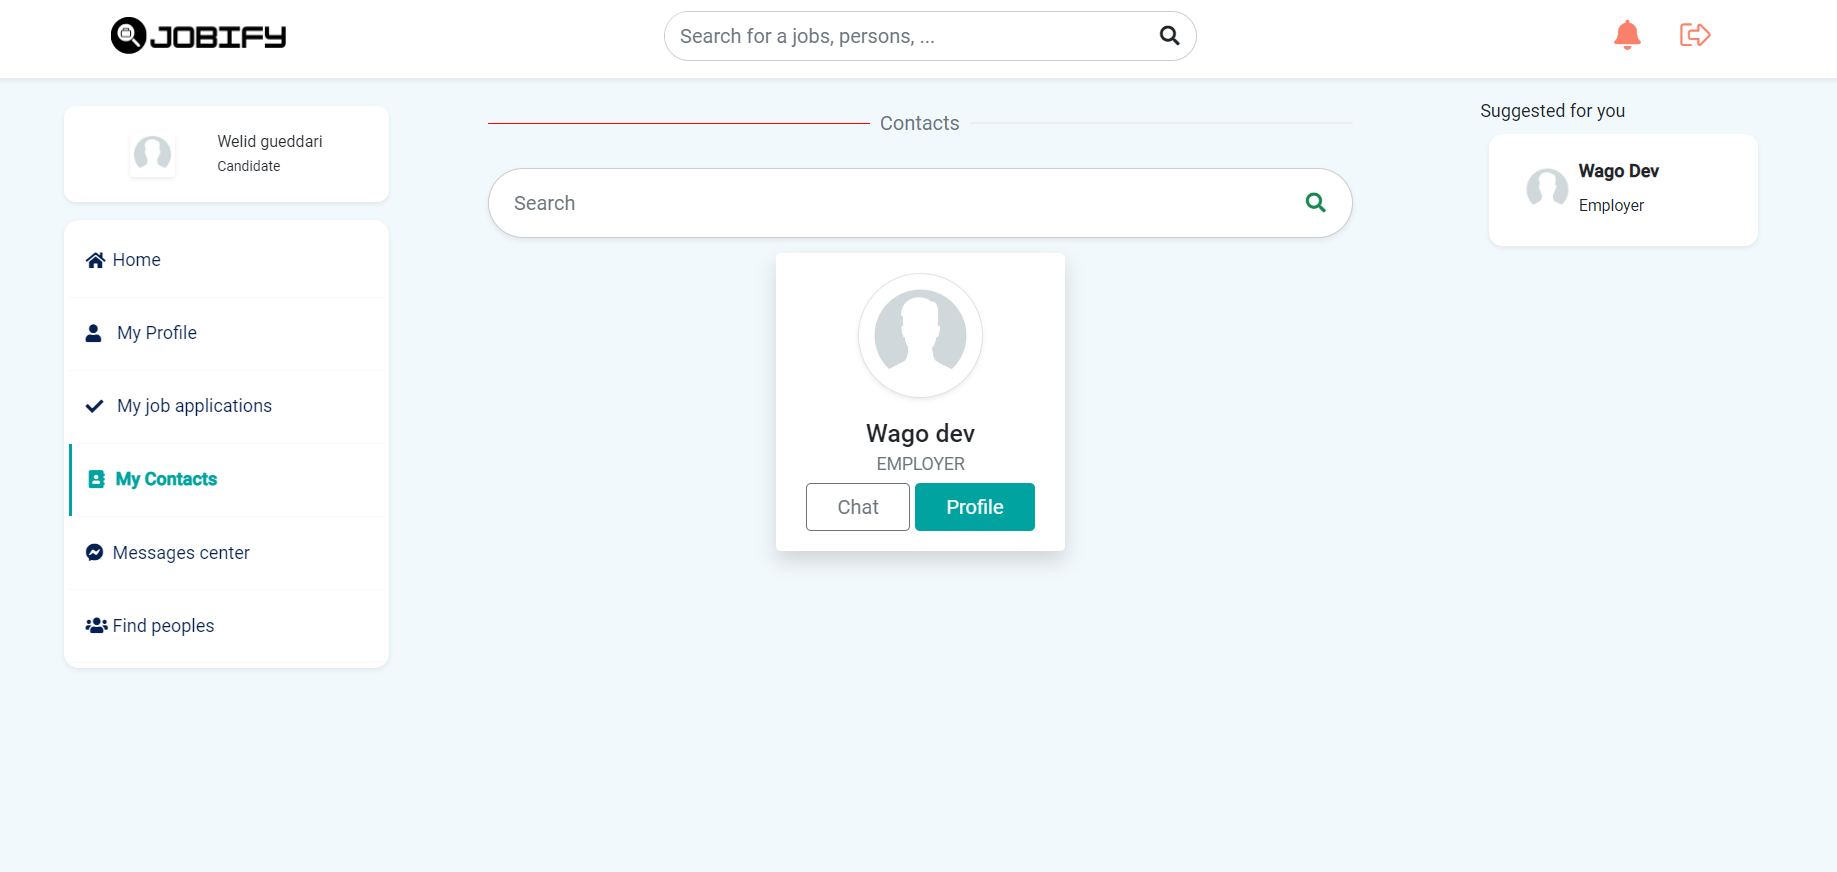 JOBIFY
Search for a jobs, persons, ...
Welid gueddari
Candidate
Home
My Profile
My job applications
My Contacts
Messages center
Find peoples
Contacts
Search
Wago dev
EMPLOYER
Chat Profile
Suggested for you
Wago Dev
Employer